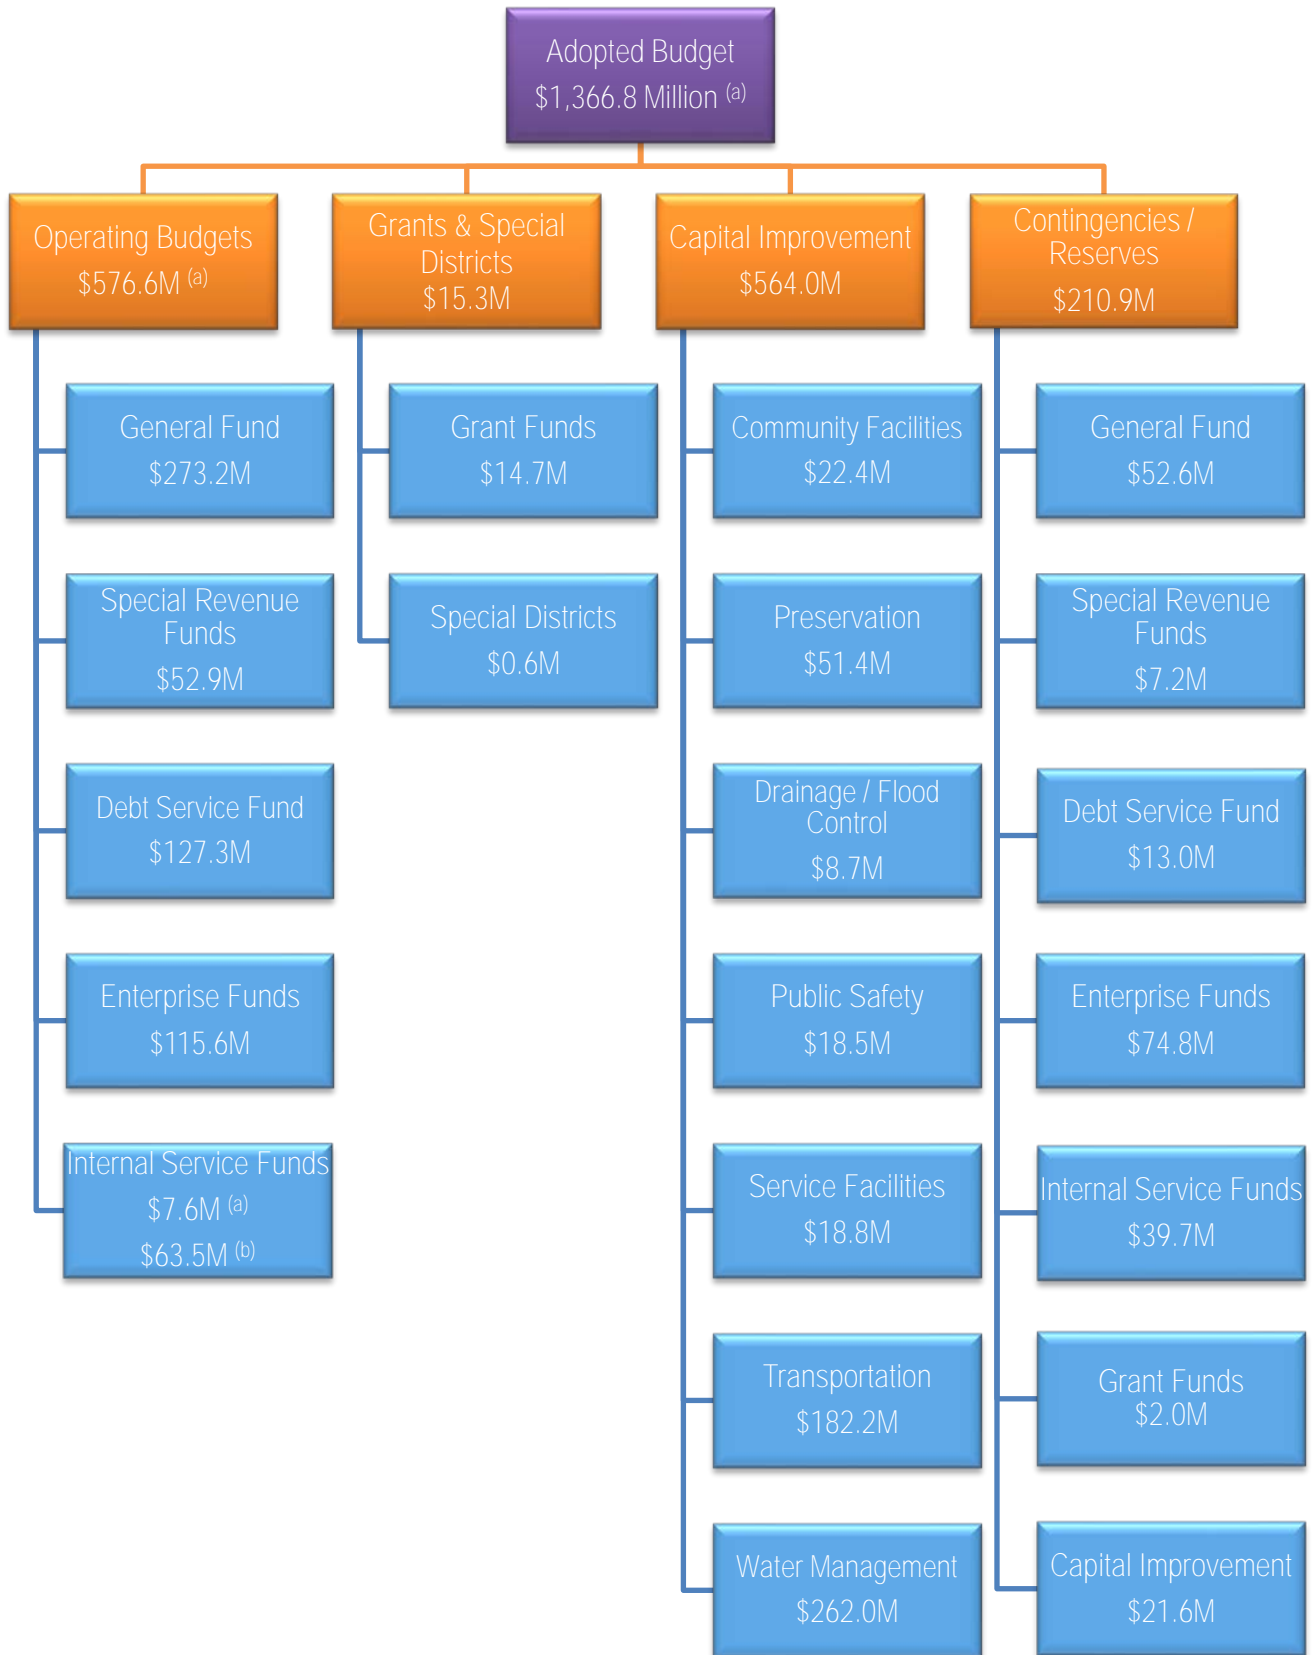 Adopted Budget
$1,366.8 Million (a)
Operating Budgets
$576.6M (a)
Grants & Special
Districts
$15.3M
Capital Improvement
$564.0M
Contingencies /
Reserves
$210.9M
General Fund
$273.2M
Special Revenue
Funds
$52.9M
Debt Service Fund
$127.3M
Enterprise Funds
$115.6M
Internal Service Funds
$7.6M (a)
$63.5M (b)
Grant Funds
$14.7M
Special Districts
$0.6M
Community Facilities
$22.4M
Preservation
$51.4M
Drainage / Flood
Control
$8.7M
Public Safety
$18.5M
Service Facilities
$18.8M
Transportation
$182.2M
Water Management
$262.0M
General Fund
$52.6M
Special Revenue
Funds
$7.2M
Debt Service Fund
$13.0M
Enterprise Funds
$74.8M
Internal Service Funds
$39.7M
Grant Funds
$2.0M
Capital Improvement
$21.6M